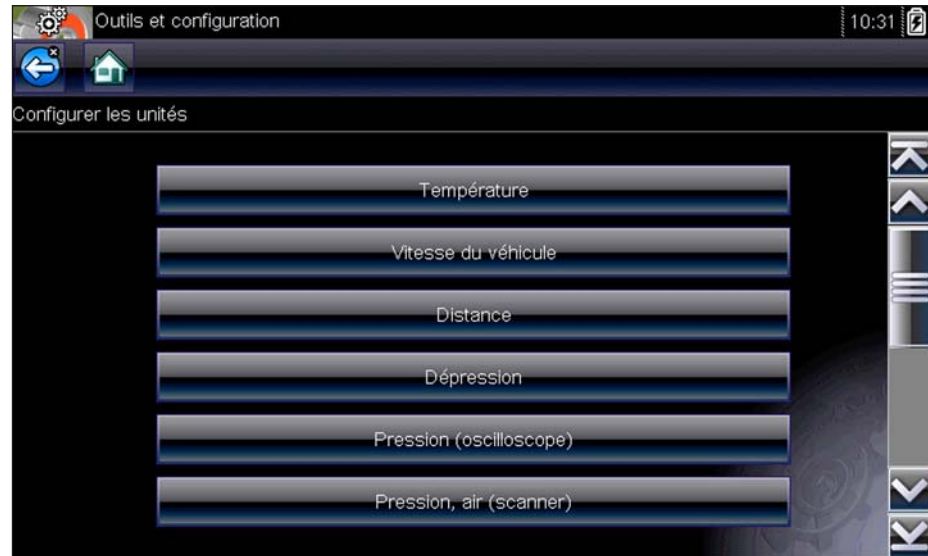 Outils et configuration
10:31
Configurer les unités
Température
Vitesse du véhicule
Distance
Dépression
Pression (oscilloscope)
Pression, air (scanner)